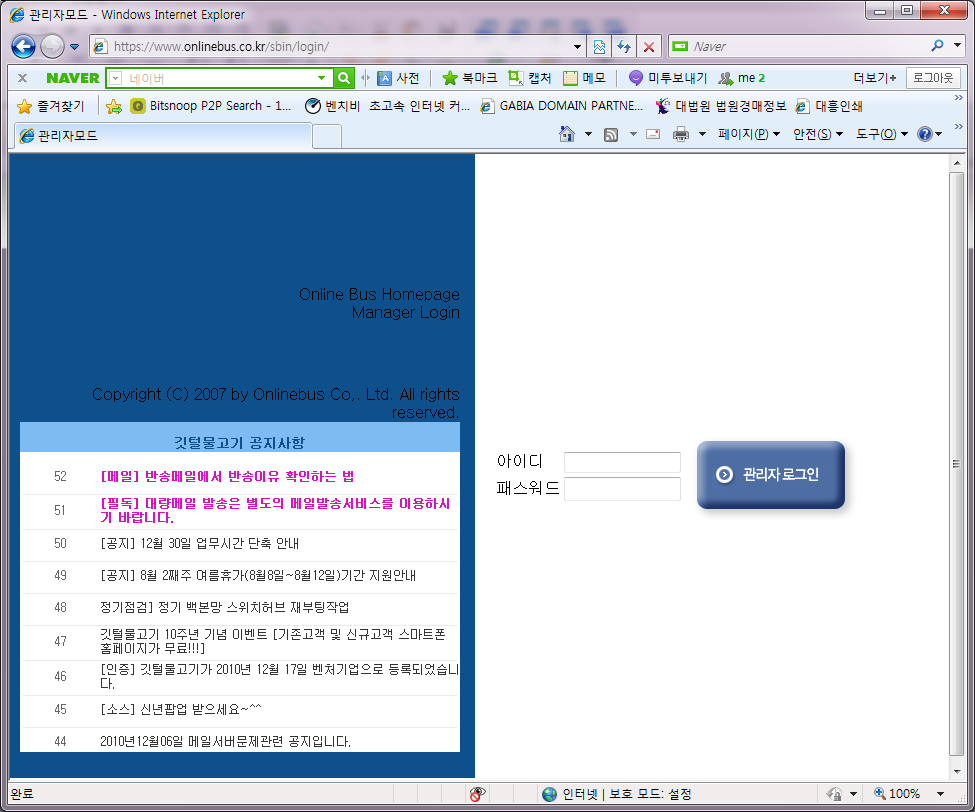 관리자모드 - Windows Internet Explorer
https://www.onlinebus.co.kr/sbin/login/
Naver
x NAVER 네이버 사전 북마크 캡처 메모 미투보내기 me 2 더보기+ 로그아웃
즐겨찾기 Bitsnoop P2P Search - 1... 벤치비 초고속 인터넷 커... GABIA DOMAIN PARTNE... 대법원 법원경매정보 대흥인쇄
관리자모드 페이지(P) 안전(S) 도구(O)
Online Bus Homepage
Manager Login
Copyright (C) 2007 by Onlinebus Co,. Ltd. All rights
reserved.
깃털물고기 공지사항
52 [메일] 반송메일에서 반송이유 확인하는 법
51 [필독] 대량메일 발송은 별도의 메일발송서비스를 이용하시
기 바랍니다.
50 [공지] 12월 30일 업무시간 단축 안내
49 [공지] 8월 2째주 여름휴가(8월8일~8월12일)기간 지원안내
48 정기점검] 정기 백본망 스위치허브 재부팅작업
47 깃털물고기 10주년 기념 이벤트 [기존고객 및 신규고객 스마트폰
홈페이지가 무료!!!]
46 [인증] 깃털물고기가 2010년 12월 17일 벤처기업으로 등록되었습니
다.
45 [소스] 신년팝업 받으세요~^^
44 2010년12월06일 메일서버문제관련 공지입니다.
아이디
패스워드
관리자 로그인
완료 인터넷 | 보호 모드: 설정 100%